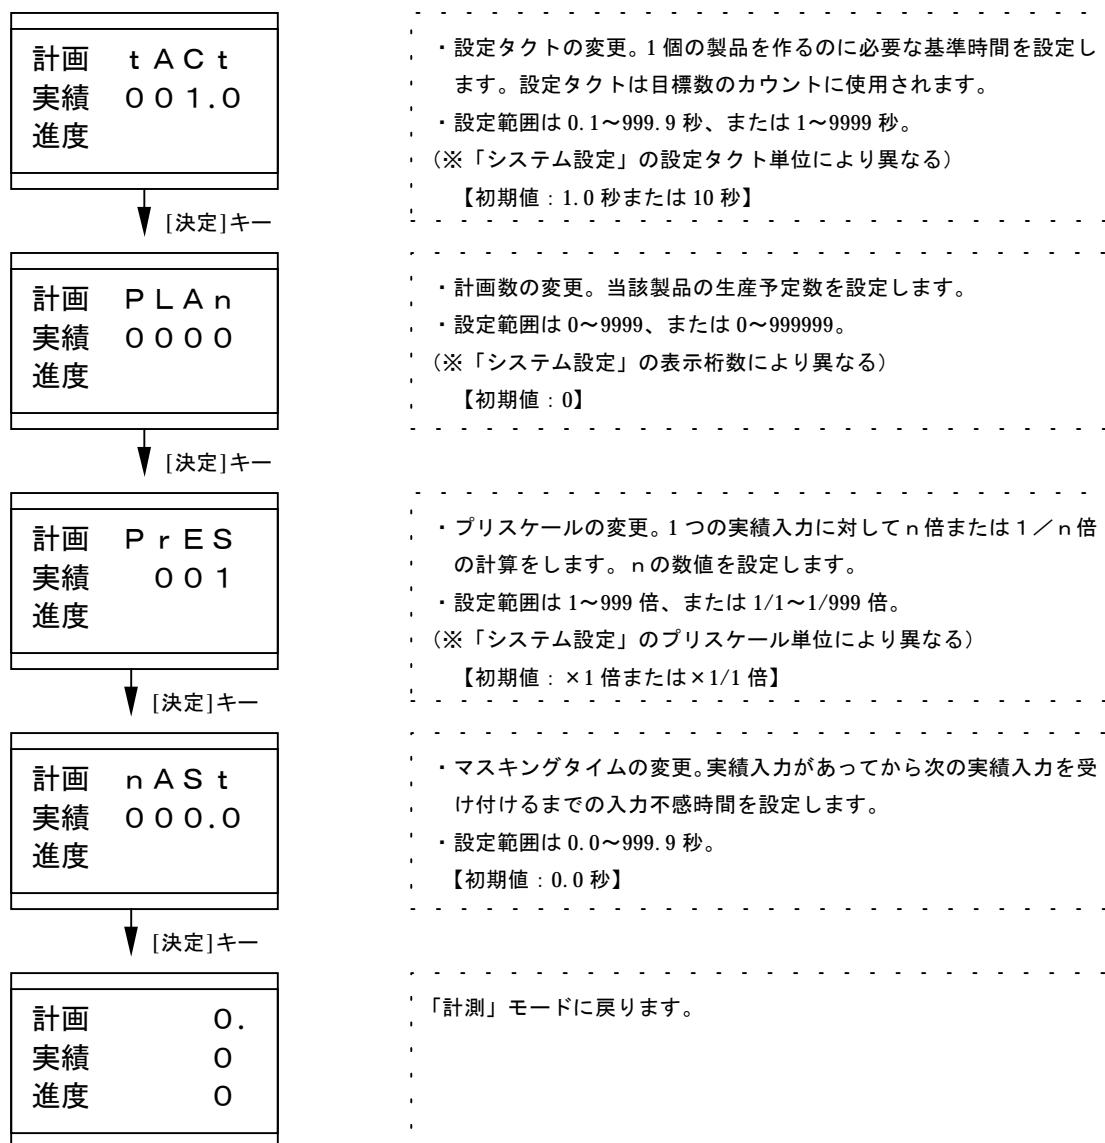 計画 ｔＡＣｔ
実績 ００１.０
進度
・設定タクトの変更。1 個の製品を作るのに必要な基準時間を設定し
ます。設定タクトは目標数のカウントに使用されます。
・設定範囲は 0.1～999.9 秒、または 1～9999 秒。
（※「システム設定」の設定タクト単位により異なる）
【初期値：1.0 秒または 10 秒】
[決定]キー
計画 ＰＬＡｎ
実績 ００００
進度
・計画数の変更。当該製品の生産予定数を設定します。
・設定範囲は 0～9999、または 0～999999。
（※「システム設定」の表示桁数により異なる）
【初期値：0】
[決定]キー
計画 ＰｒＥＳ
実績 ００１
進度
・プリスケールの変更。1 つの実績入力に対してｎ倍または１／ｎ倍
の計算をします。ｎの数値を設定します。
・設定範囲は 1～999 倍、または 1/1～1/999 倍。
（※「システム設定」のプリスケール単位により異なる）
【初期値：×1 倍または×1/1 倍】
[決定]キー
計画 ｎＡＳｔ
実績 ０００.０
進度
・マスキングタイムの変更。実績入力があってから次の実績入力を受
け付けるまでの入力不感時間を設定します。
・設定範囲は 0.0～999.9 秒。
【初期値：0.0 秒】
[決定]キー
計画 ０.
実績 ０
進度 ０
「計測」モードに戻ります。